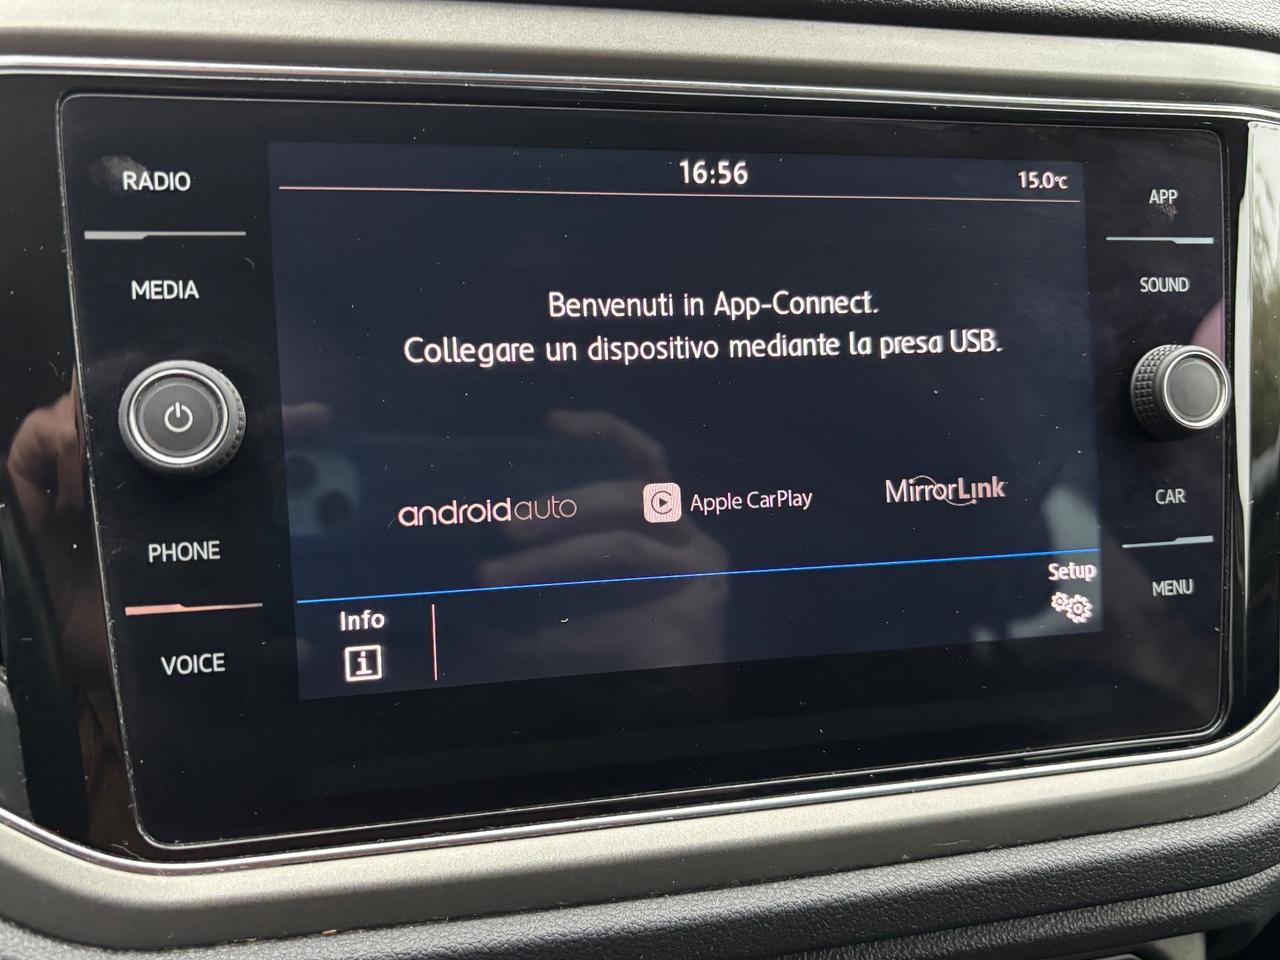 RADIO
MEDIA
PHONE
VOICE
16:56
15.0°C
Benvenuti in App-Connect.
Collegare un dispositivo mediante la presa USB.
androidauto
Apple CarPlay
MirrorLink
Info
i
Setup
APP
SOUND
CAR
MENU